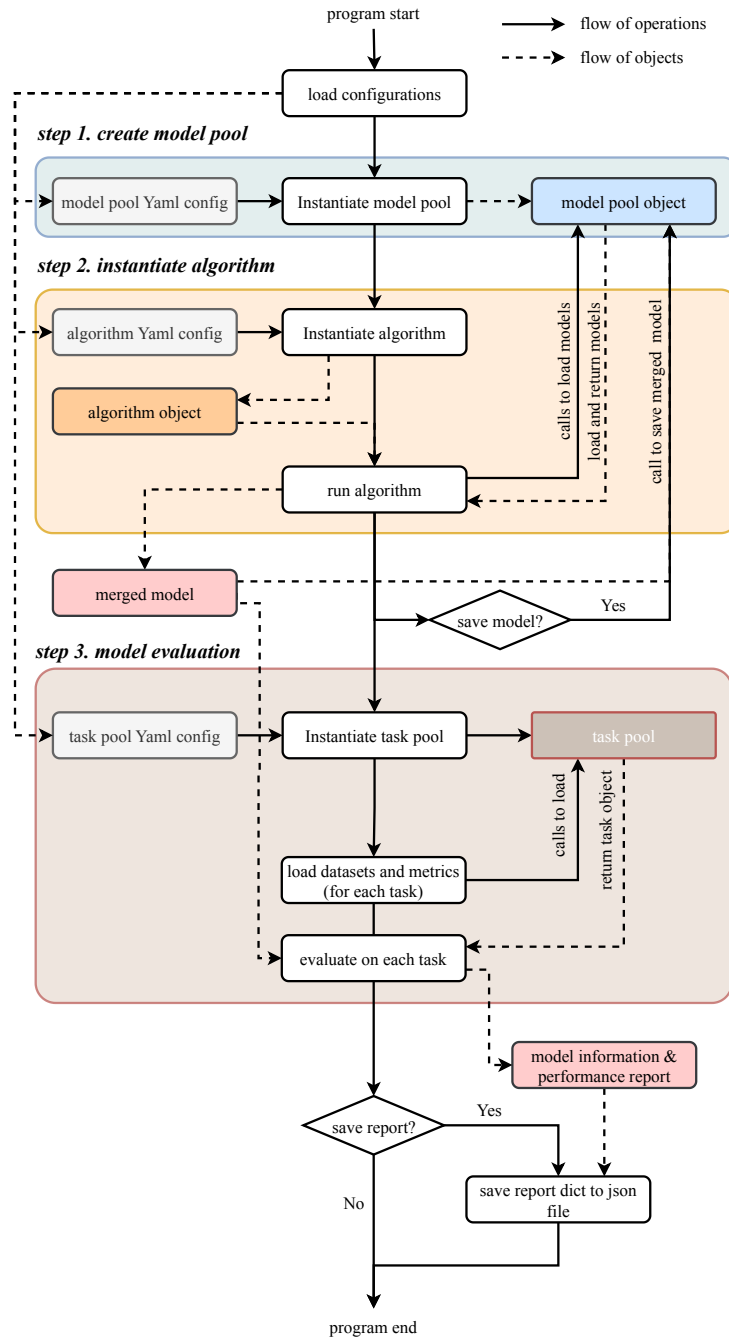 program start
flow of operations
flow of objects
load configurations
step 1. create model pool
model pool Yaml config
Instantiate model pool
model pool object
step 2. instantiate algorithm
algorithm Yaml config
Instantiate algorithm
calls to load models
load and return models
call to save merged model
algorithm object
run algorithm
merged model
save model?
Yes
step 3. model evaluation
task pool Yaml config
Instantiate task pool
task pool
calls to load
return task object
load datasets and metrics
(for each task)
evaluate on each task
model information &
performance report
save report?
Yes
No
save report dict to json
file
program end